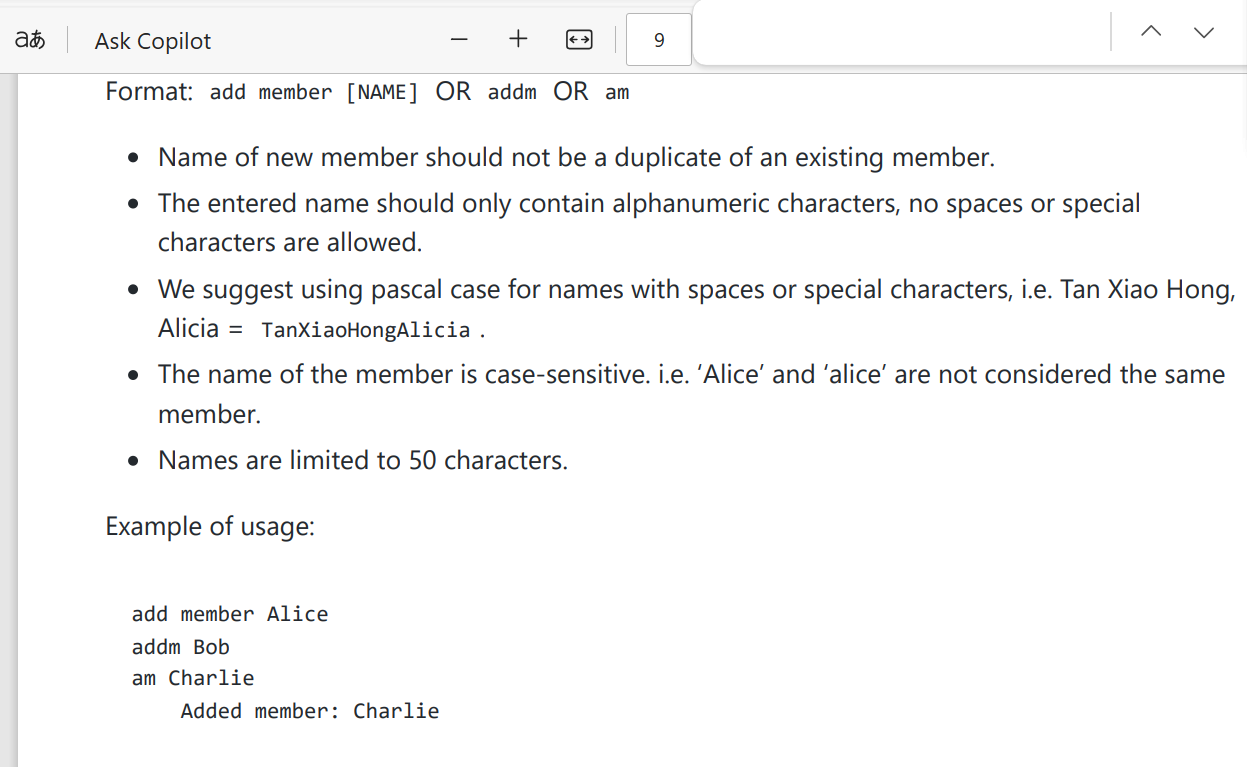 aあ Ask Copilot 9
Format: add member [NAME] OR addm OR am
• Name of new member should not be a duplicate of an existing member.
• The entered name should only contain alphanumeric characters, no spaces or special
characters are allowed.
• We suggest using pascal case for names with spaces or special characters, i.e. Tan Xiao Hong,
Alicia = TanXiaoHongAlicia .
• The name of the member is case-sensitive. i.e. ‘Alice’ and ‘alice’ are not considered the same
member.
• Names are limited to 50 characters.
Example of usage:
add member Alice
addm Bob
am Charlie
Added member: Charlie